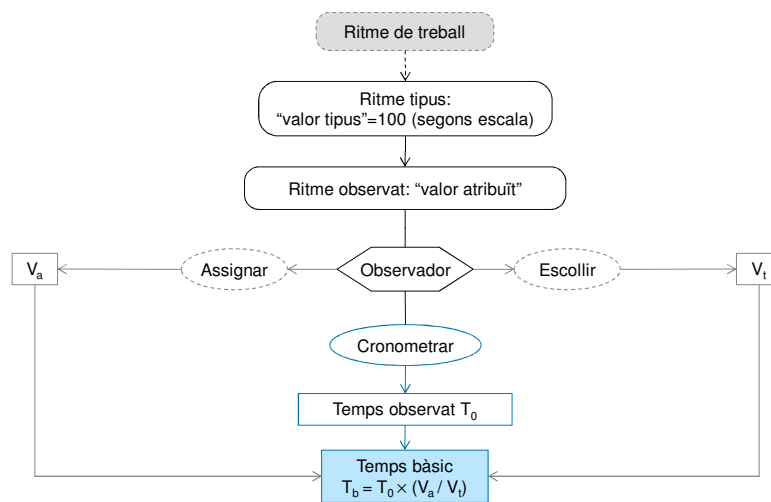 Ritme de treball
Ritme tipus:
“valor tipus”=100 (segons escala)
Ritme observat: “valor atribuït”
Vₐ
Assignar
Observador
Escollir
Vₜ
Cronometrar
Temps observat T₀
Temps bàsic
T_b = T₀ × (Vₐ / Vₜ)